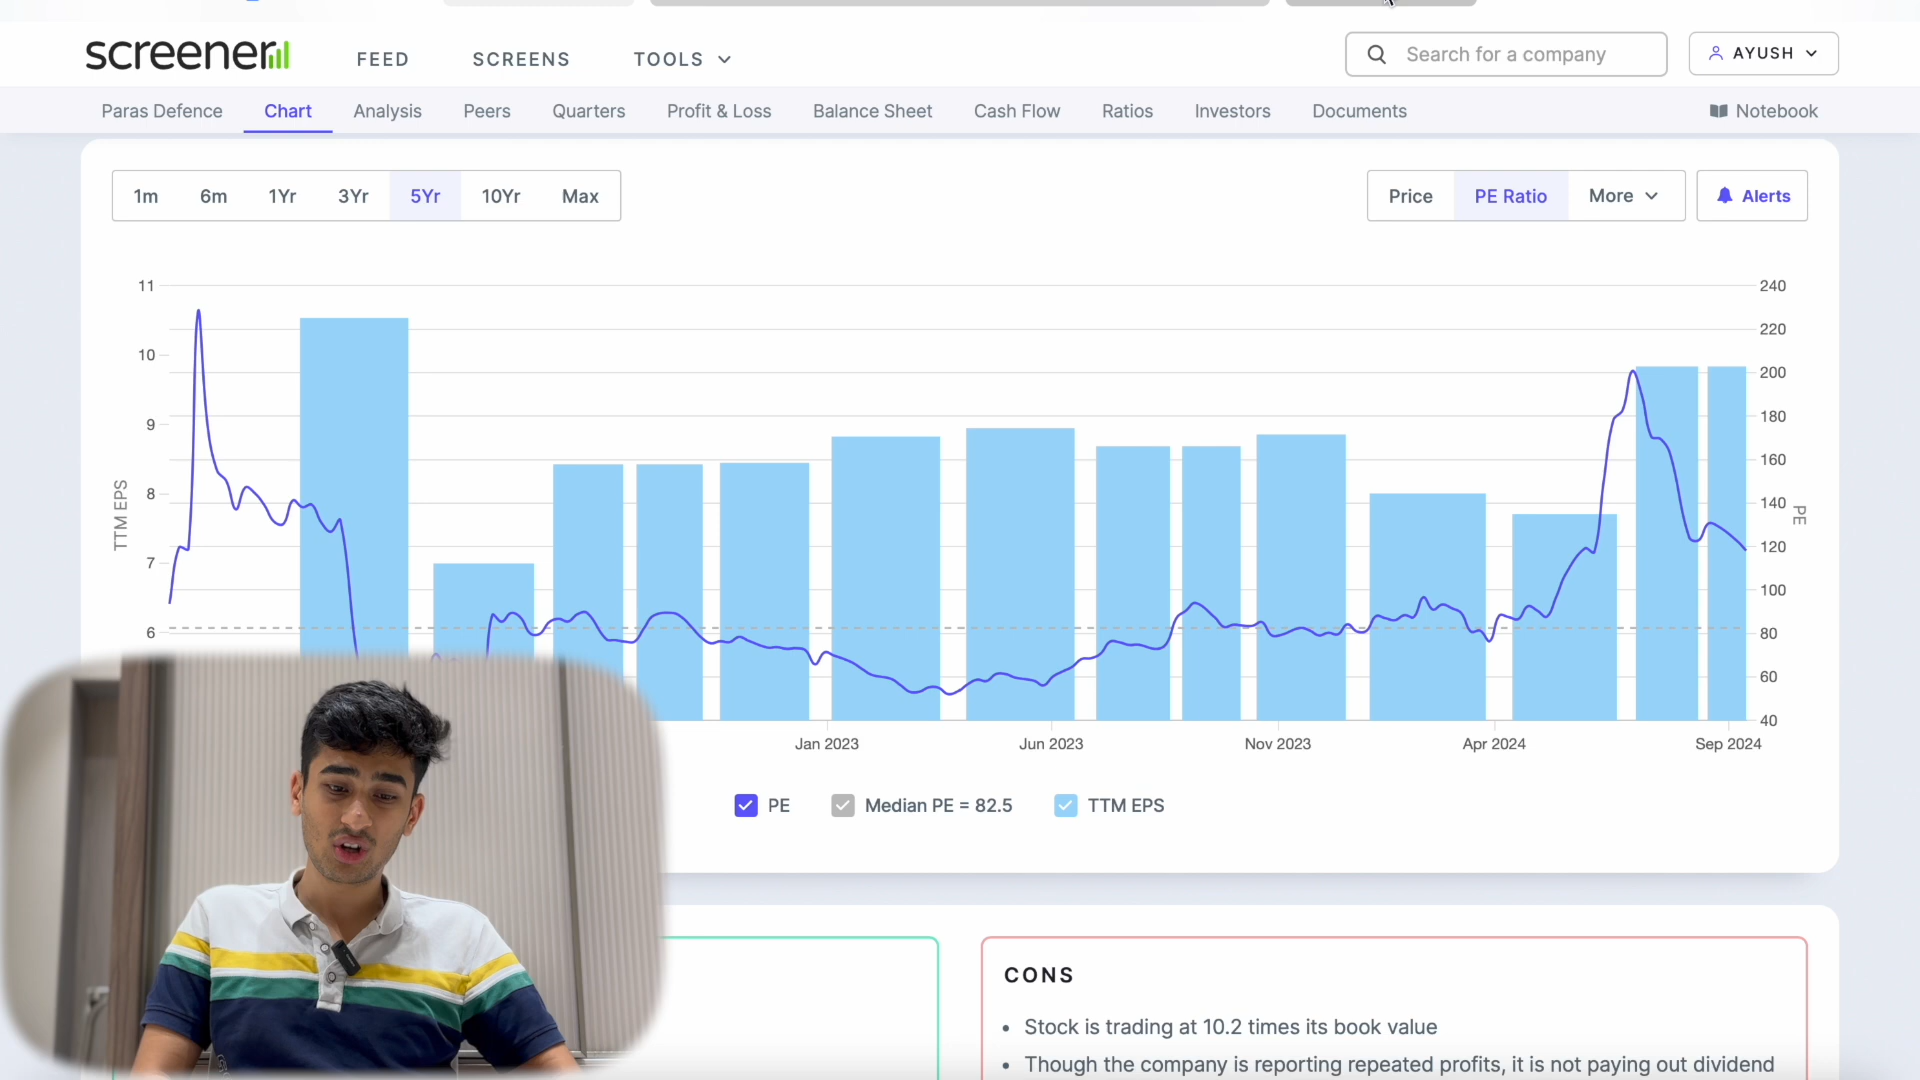 screener
FEED
SCREENS
TOOLS
Search for a company
AYUSH
Paras Defence
Chart
Analysis
Peers
Quarters
Profit & Loss
Balance Sheet
Cash Flow
Ratios
Investors
Documents
Notebook
1m
6m
1Yr
3Yr
5Yr
10Yr
Max
Price
PE Ratio
More
Alerts
11
10
9
8
7
6
TTM EPS
240
220
200
180
160
140
120
100
80
60
40
PE
Jan 2023
Jun 2023
Nov 2023
Apr 2024
Sep 2024
PE
Median PE = 82.5
TTM EPS
CONS
• Stock is trading at 10.2 times its book value
• Though the company is reporting repeated profits, it is not paying out dividend